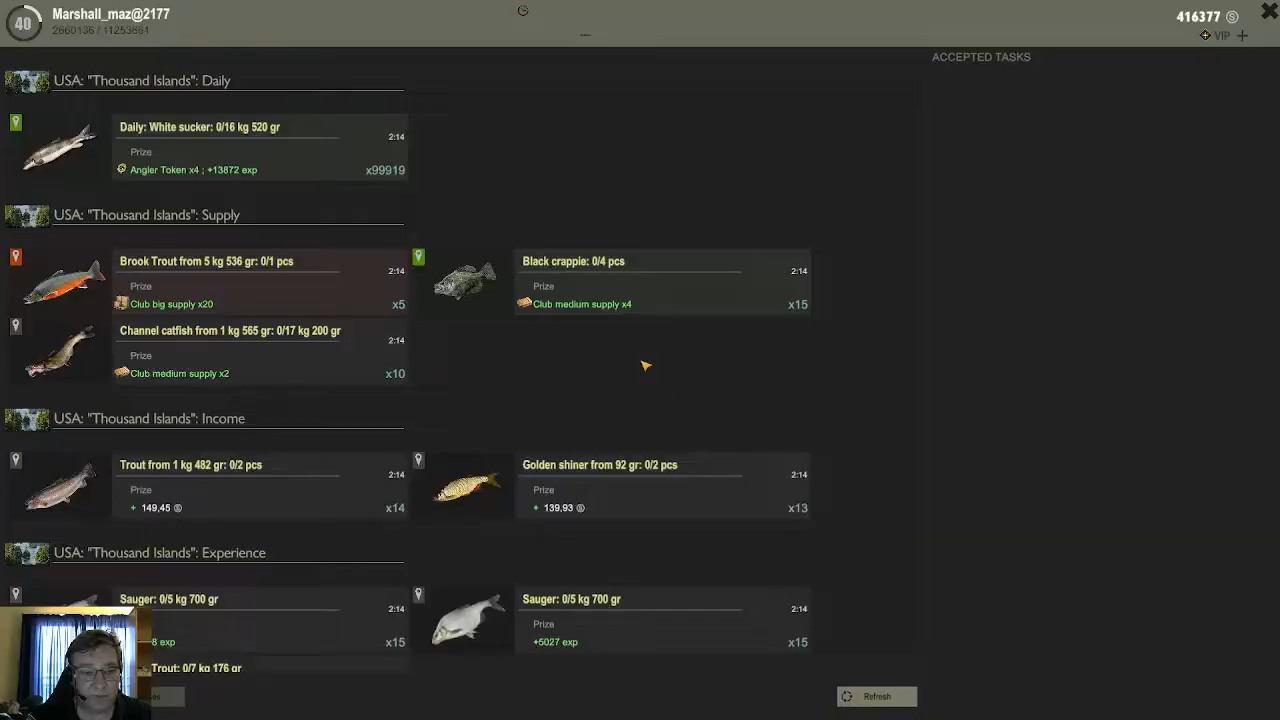 40
Marshall_maz@2177
2660136 / 11253661
416377 S
VIP +
ACCEPTED TASKS
USA: "Thousand Islands": Daily
Daily: White sucker: 0/16 kg 520 gr
2:14
Prize
Angler Token x4 ; +13872 exp
x99919
USA: "Thousand Islands": Supply
Brook Trout from 5 kg 536 gr: 0/1 pcs
2:14
Prize
Club big supply x20
x5
Black crappie: 0/4 pcs
2:14
Prize
Club medium supply x4
x15
Channel catfish from 1 kg 565 gr: 0/17 kg 200 gr
2:14
Prize
Club medium supply x2
x10
USA: "Thousand Islands": Income
Trout from 1 kg 482 gr: 0/2 pcs
2:14
Prize
+ 149,45 S
x14
Golden shiner from 92 gr: 0/2 pcs
2:14
Prize
+ 139,93 S
x13
USA: "Thousand Islands": Experience
Sauger: 0/5 kg 700 gr
2:14
8 exp
x15
Sauger: 0/5 kg 700 gr
2:14
Prize
+5027 exp
x15
Trout: 0/7 kg 176 gr
Refresh